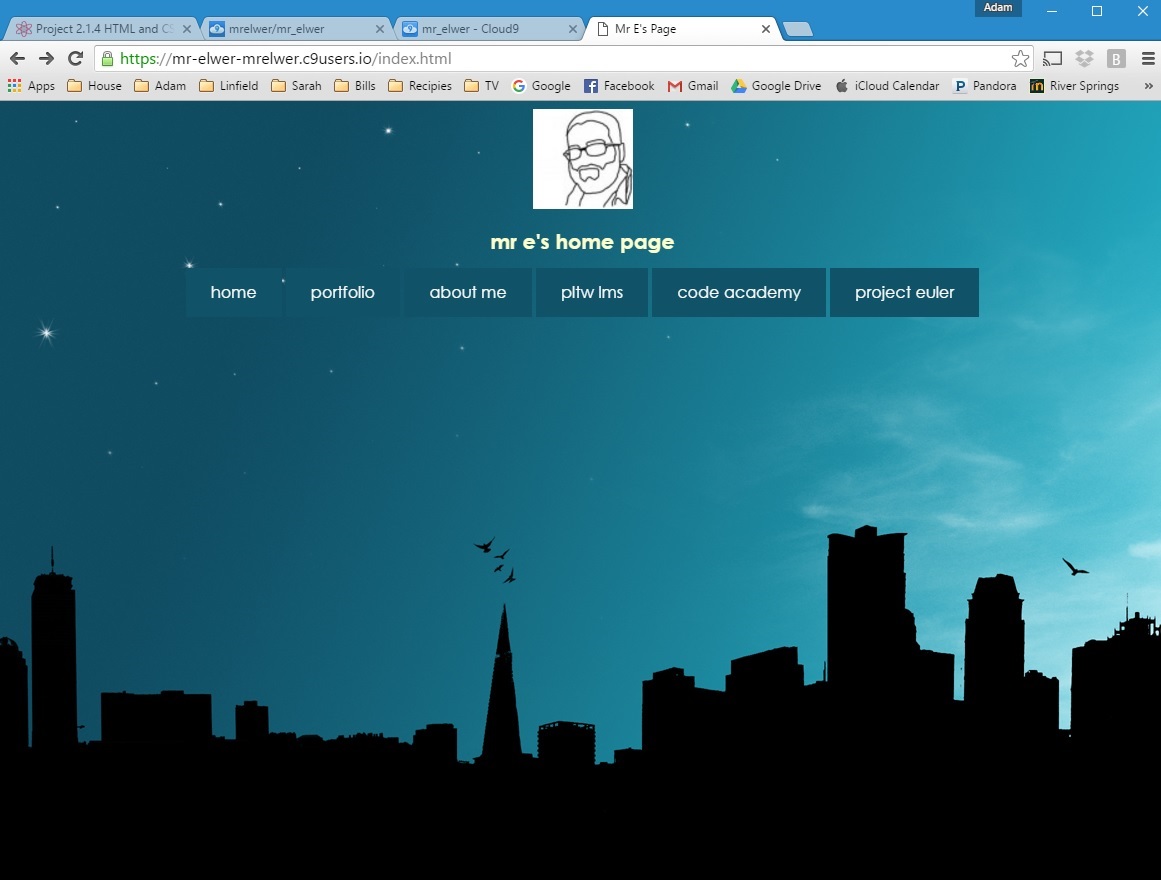 Adam
Project 2.1.4 HTML and CS
mrelwer/mr_elwer
mr_elwer - Cloud9
Mr E's Page
https://mr-elwer-mrelwer.c9users.io/index.html
B
Apps House Adam Linfield Sarah Bills Recipies TV Google Facebook Gmail Google Drive iCloud Calendar P Pandora m River Springs »
mr e's home page
home portfolio about me pltw lms code academy project euler